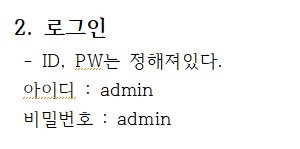 2. 로그인
- ID, PW는 정해져있다.
아이디 : admin
비밀번호 : admin